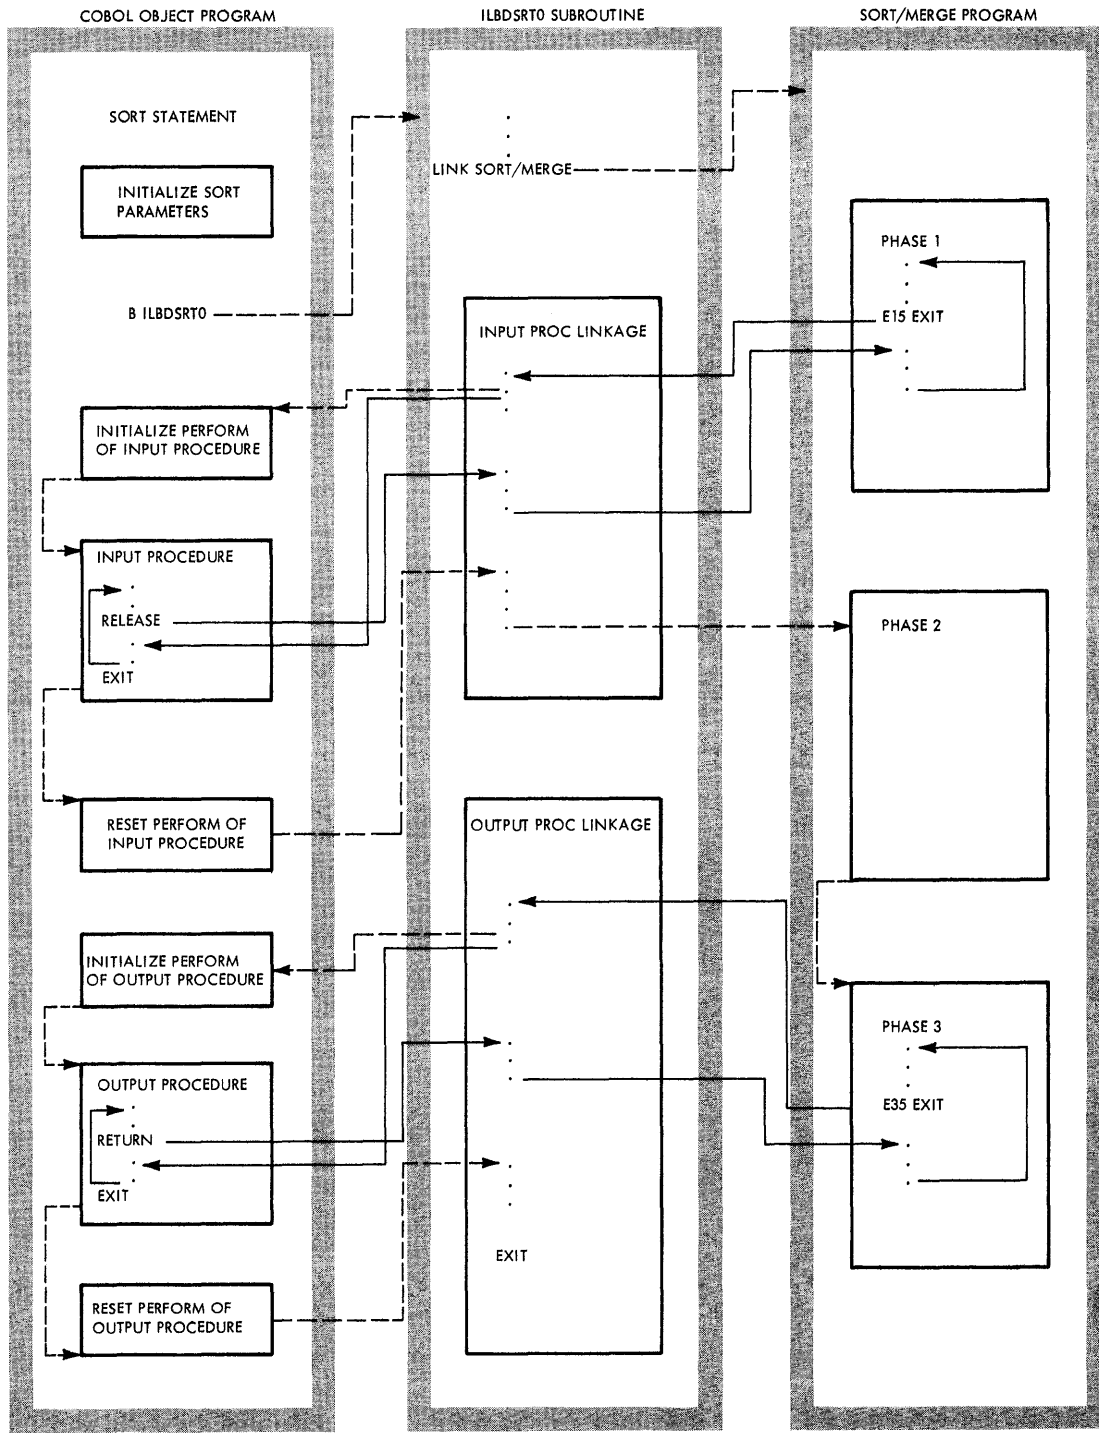 COBOL OBJECT PROGRAM
ILBDSRT0 SUBROUTINE
SORT/MERGE PROGRAM
SORT STATEMENT
INITIALIZE SORT
PARAMETERS
B ILBDSRT0
INITIALIZE PERFORM
OF INPUT PROCEDURE
INPUT PROCEDURE
RELEASE
EXIT
RESET PERFORM OF
INPUT PROCEDURE
INITIALIZE PERFORM
OF OUTPUT PROCEDURE
OUTPUT PROCEDURE
RETURN
EXIT
RESET PERFORM OF
OUTPUT PROCEDURE
LINK SORT/MERGE
INPUT PROC LINKAGE
OUTPUT PROC LINKAGE
EXIT
PHASE 1
E15 EXIT
PHASE 2
PHASE 3
E35 EXIT